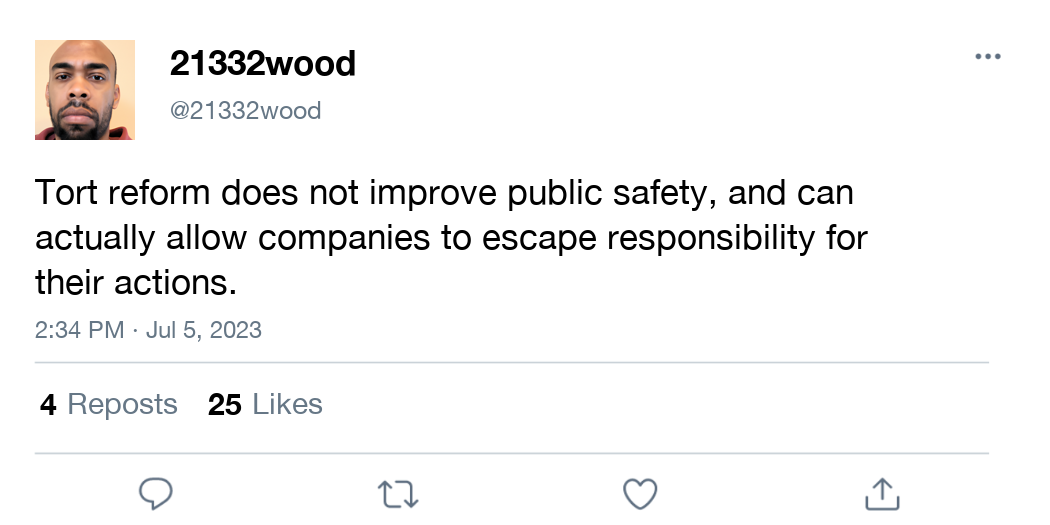 21332wood
@21332wood
Tort reform does not improve public safety, and can
actually allow companies to escape responsibility for
their actions.
2:34 PM · Jul 5, 2023
4 Reposts 25 Likes